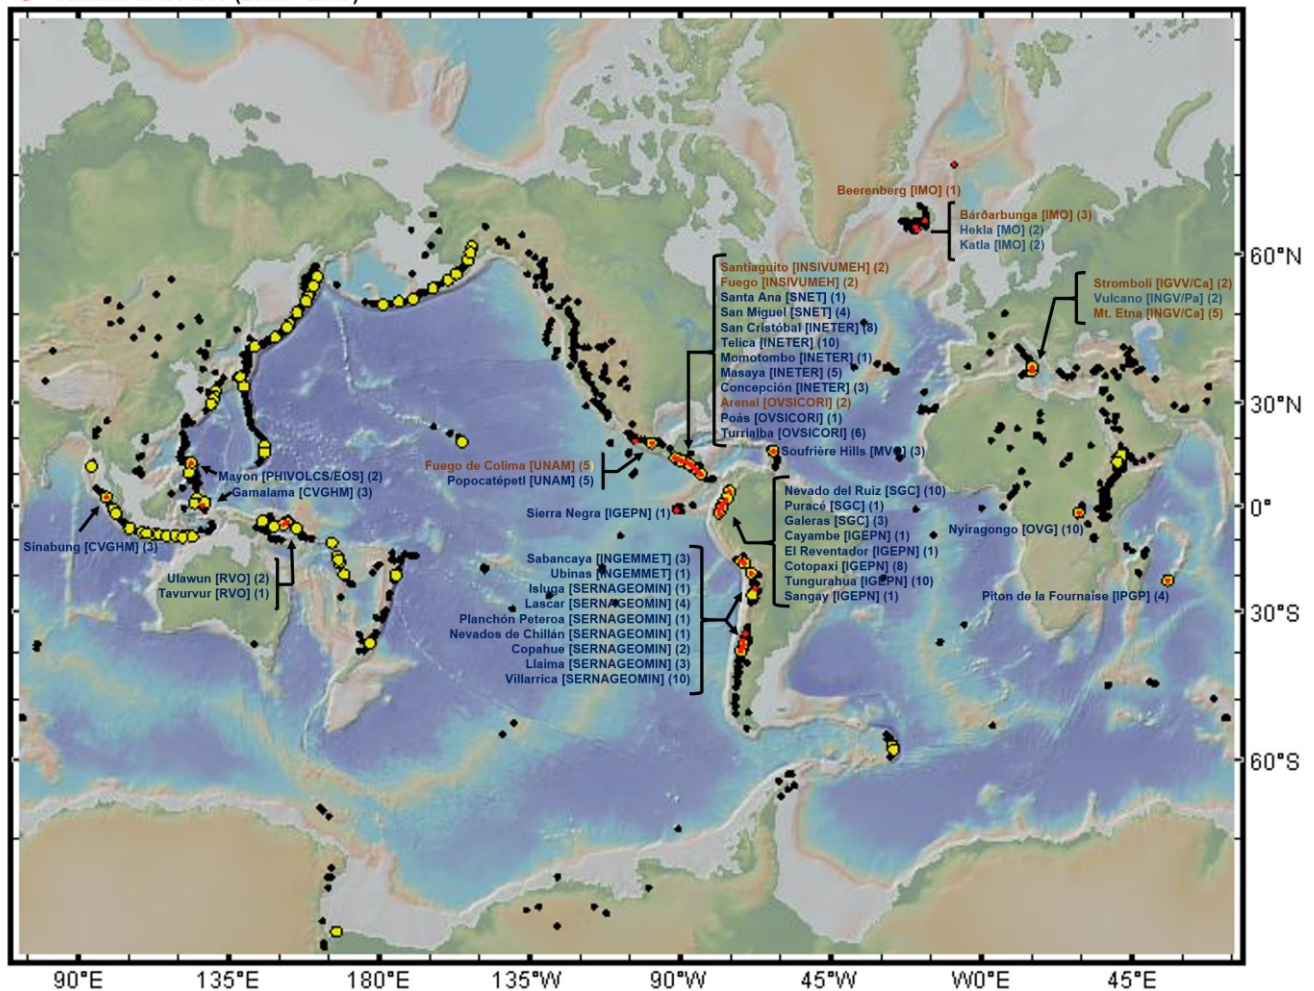 Beerenberg [IMO] (1)
Bárðarbunga [IMO] (3)
Hekla [MO] (2)
Katla [IMO] (2)
60°N
Santiaguito [INSIVUMEH] (2)
Fuego [INSIVUMEH] (2)
Santa Ana [SNET] (1)
San Miguel [SNET] (4)
San Cristóbal [INETER] (8)
Telica [INETER] (10)
Momotombo [INETER] (1)
Masaya [INETER] (5)
Concepción [INETER] (3)
Arenal [OVSICORI] (2)
Poás [OVSICORI] (1)
Turrialba [OVSICORI] (6)
Stromboli [IGVV/Ca] (2)
Vulcano [INGV/Pa] (2)
Mt. Etna [INGV/Ca] (5)
30°N
Soufrière Hills [MVO] (3)
Fuego de Colima [UNAM] (5)
Popocatépetl [UNAM] (5)
Mayon [PHIVOLCS/EOS] (2)
Gamalama [CVGHM] (3)
Sierra Negra [IGEPN] (1)
Nevado del Ruiz [SGC] (10)
Puracé [SGC] (1)
Galeras [SGC] (3)
Cayambe [IGEPN] (1)
El Reventador [IGEPN] (1)
Cotopaxi [IGEPN] (8)
Tungurahua [IGEPN] (10)
Sangay [IGEPN] (1)
0°
Nyiragongo [OVG] (10)
Sinabung [CVGHM] (3)
Ulawun [RVO] (2)
Tavurvur [RVO] (1)
Sabancaya [INGEMMET] (3)
Ubinas [INGEMMET] (1)
Isluga [SERNAGEOMIN] (1)
Lascar [SERNAGEOMIN] (4)
Planchón Peteroa [SERNAGEOMIN] (1)
Nevados de Chillán [SERNAGEOMIN] (1)
Copahue [SERNAGEOMIN] (2)
Llaima [SERNAGEOMIN] (3)
Villarrica [SERNAGEOMIN] (10)
Piton de la Fournaise [IPGP] (4)
30°S
60°S
90°E 135°E 180°E 135°W 90°W 45°W W0°E 45°E